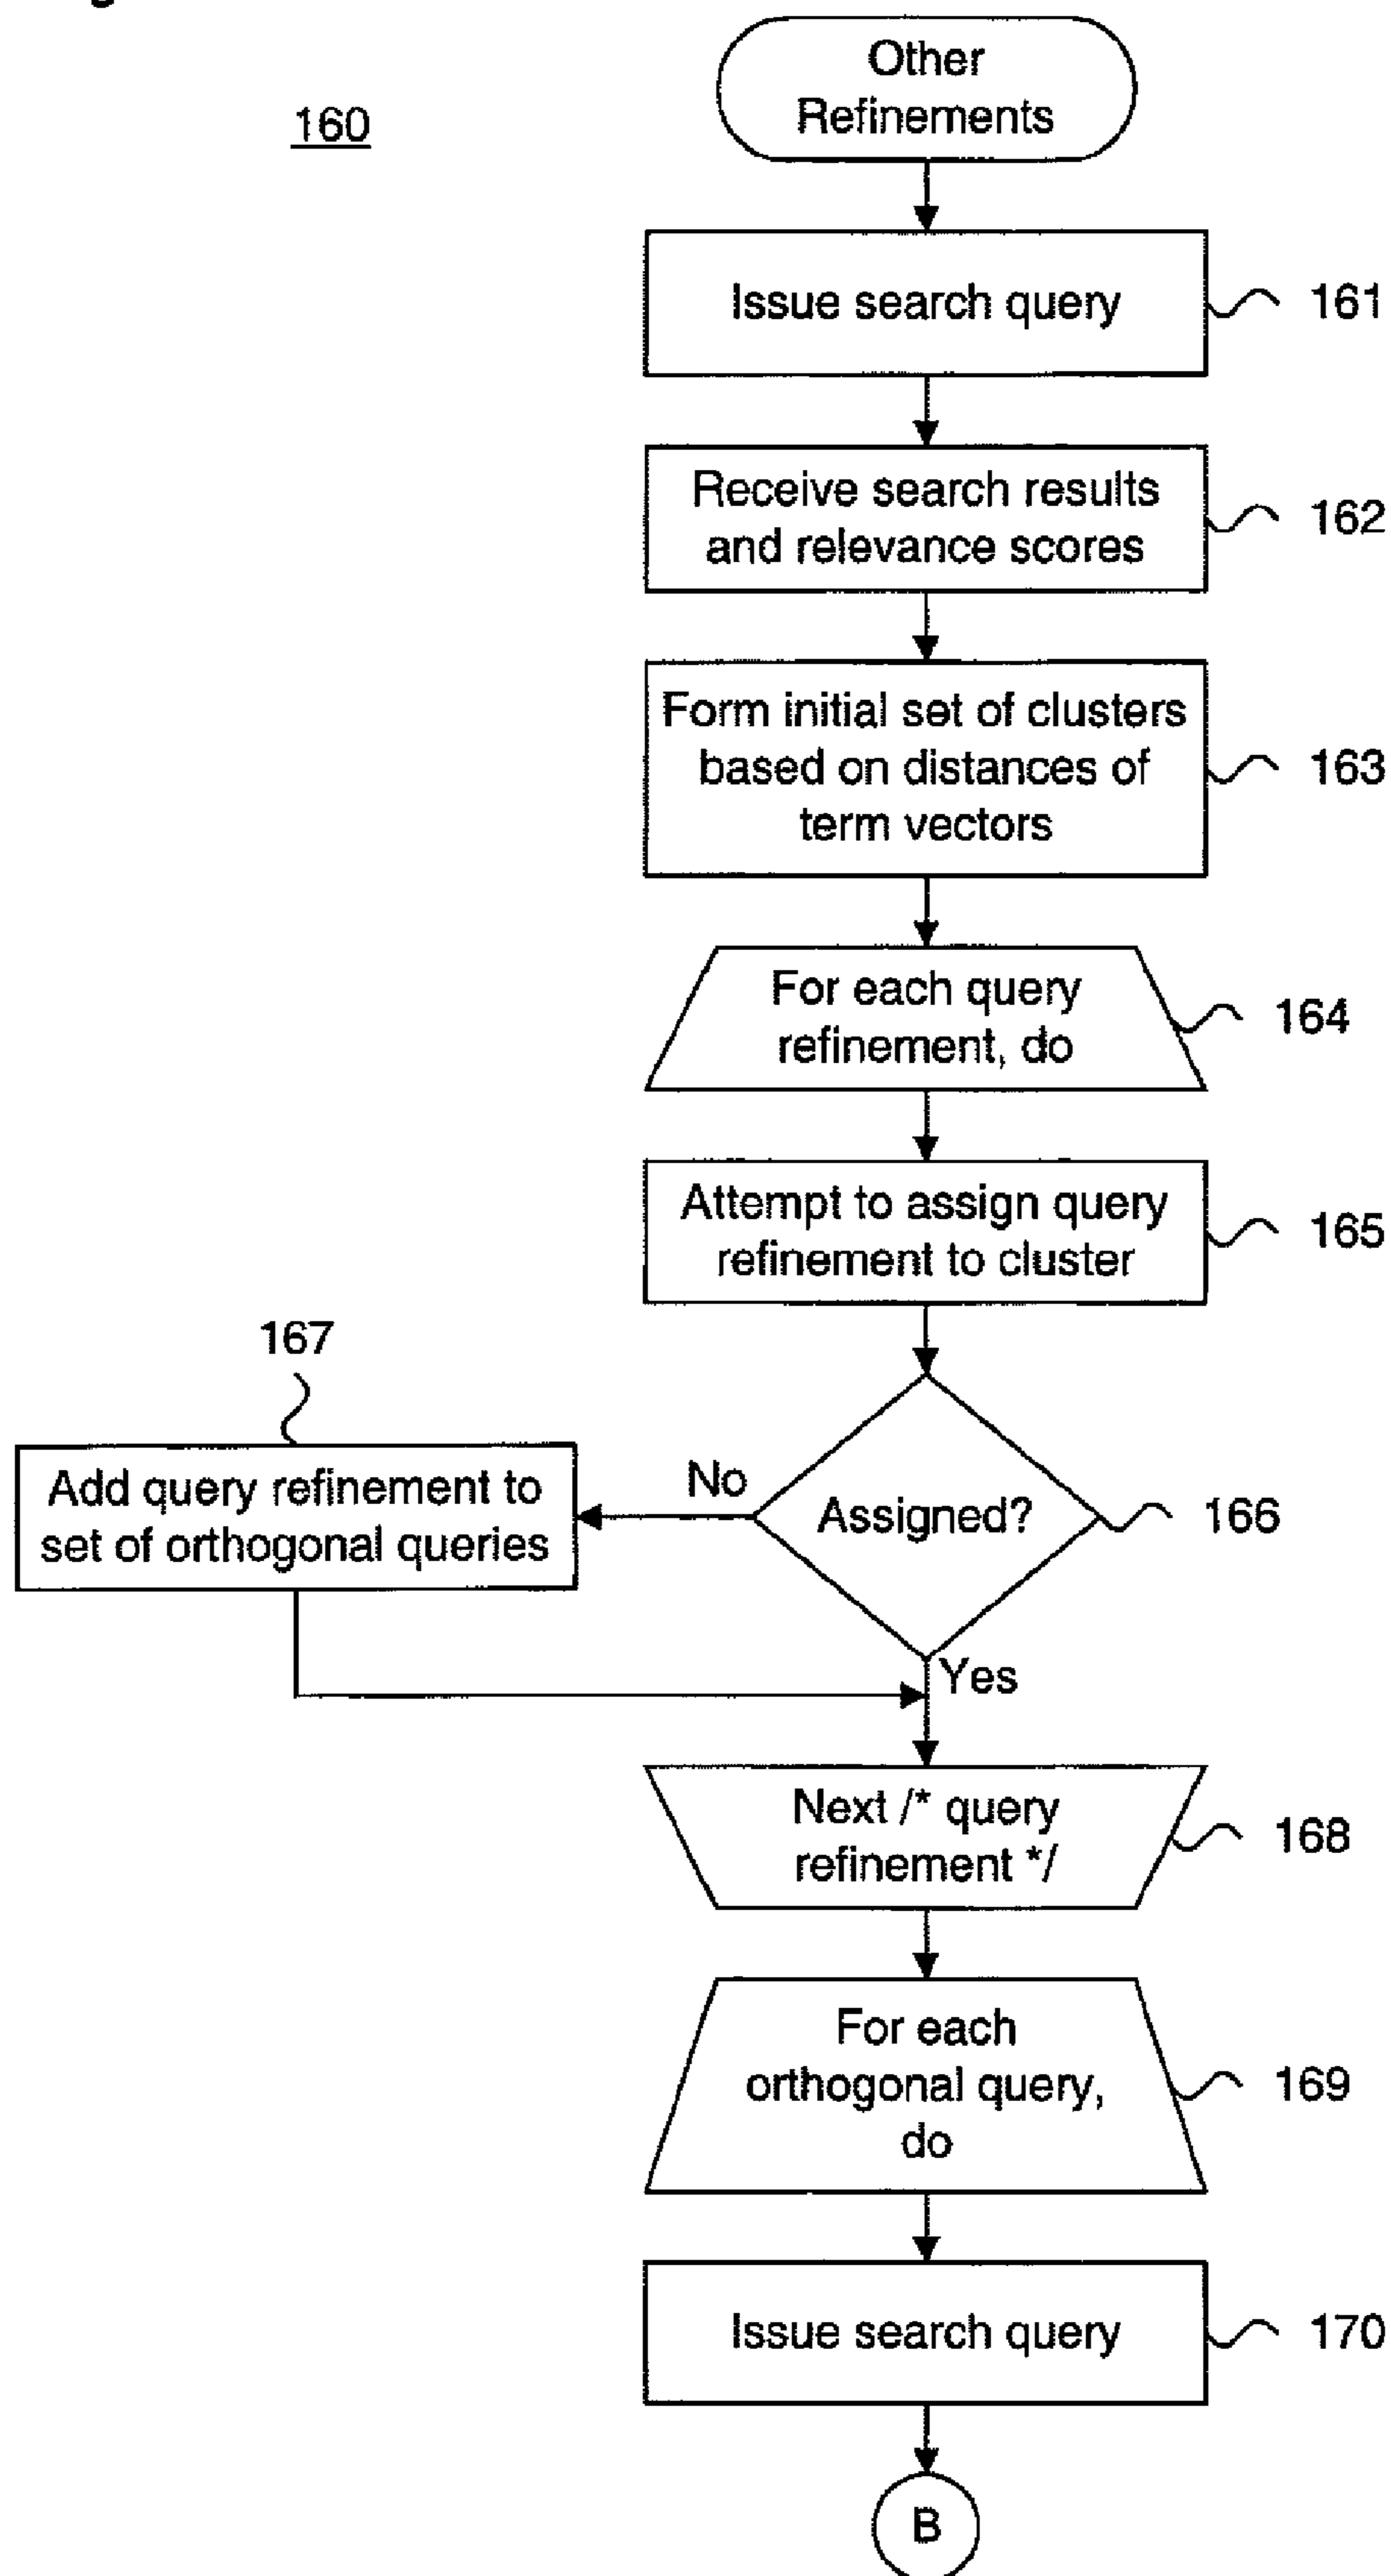 160
Other
Refinements
Issue search query
161
Receive search results
and relevance scores
162
Form initial set of clusters
based on distances of
term vectors
163
For each query
refinement, do
164
Attempt to assign query
refinement to cluster
165
167
Add query refinement to
set of orthogonal queries
No
Assigned?
166
Yes
Next /* query
refinement */
168
For each
orthogonal query,
do
169
Issue search query
170
B